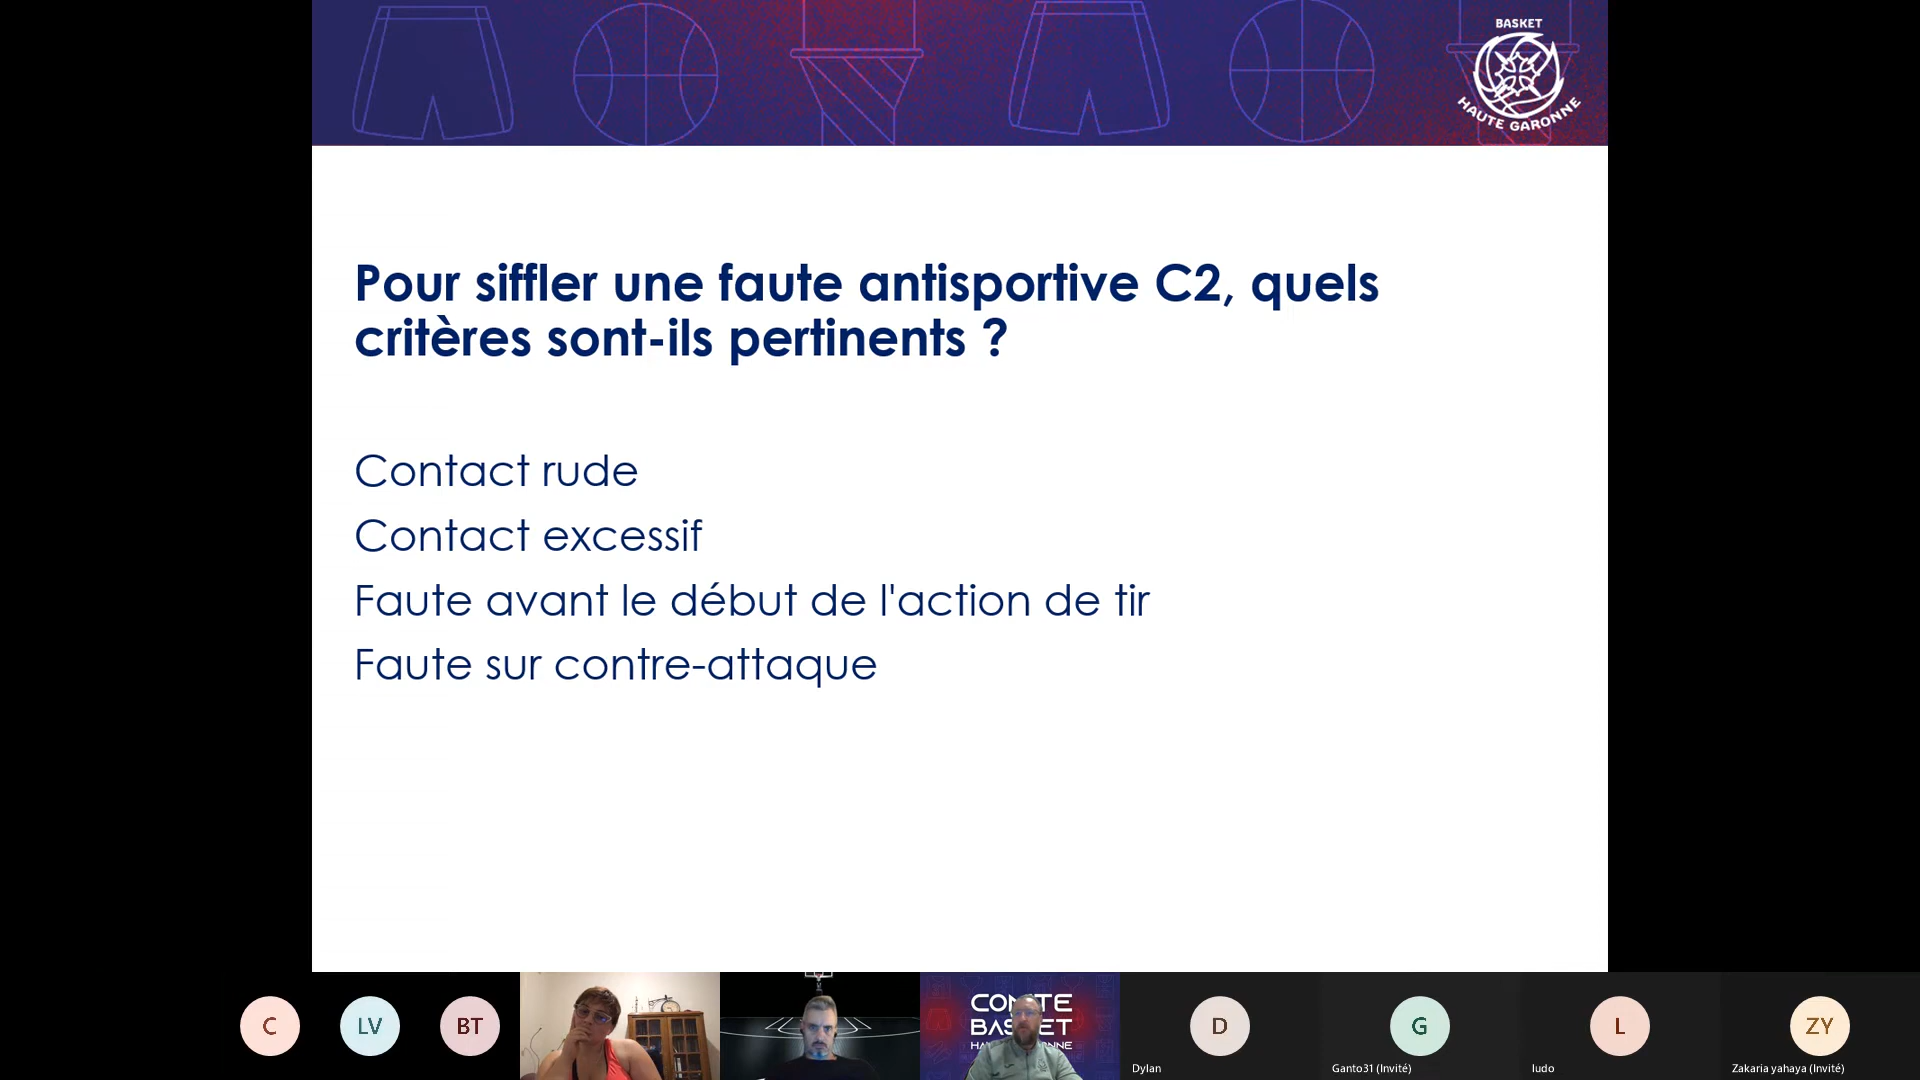 BASKET
HAUTE GARONNE
Pour siffler une faute antisportive C2, quels
critères sont-ils pertinents ?
Contact rude
Contact excessif
Faute avant le début de l'action de tir
Faute sur contre-attaque
C
LV
BT
COMITE
BASKET
D
G
L
ZY
Dylan
Ganto31 (Invité)
ludo
Zakaria yahaya (Invité)